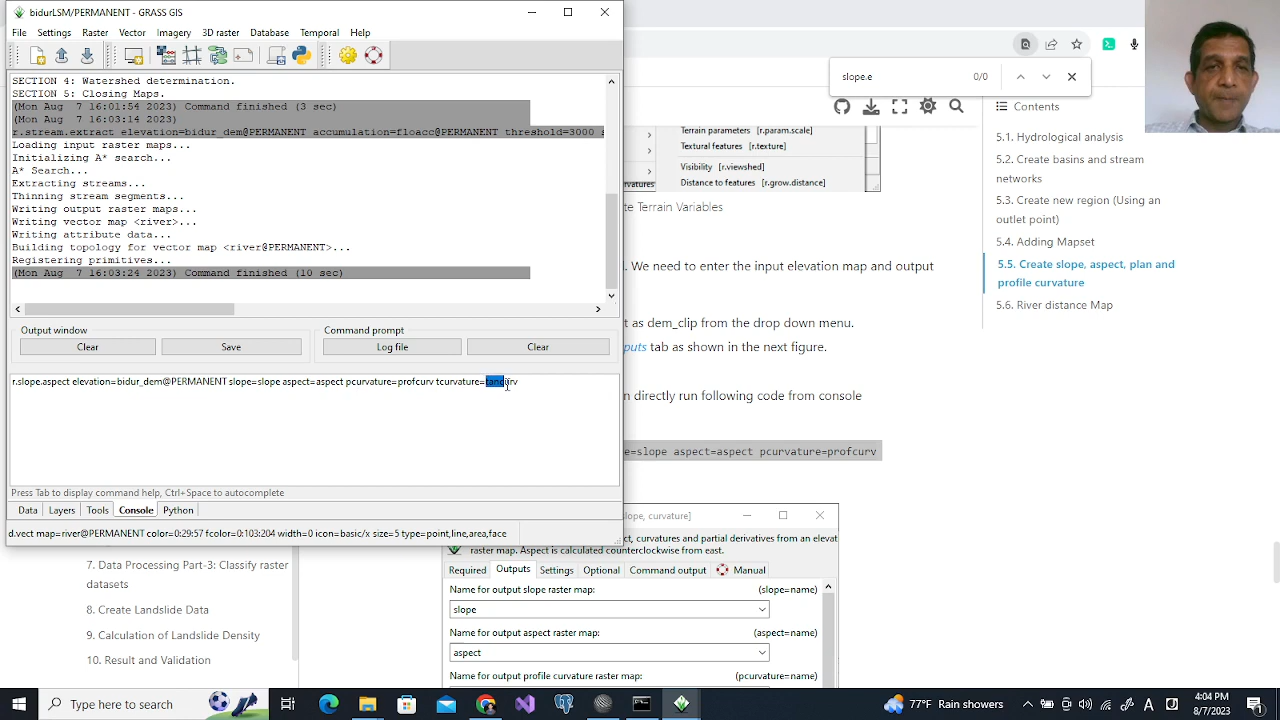 bidurLSM/PERMANENT - GRASS GIS
File Settings Raster Vector Imagery 3D raster Database Temporal Help
SECTION 4: Watershed determination.
SECTION 5: Closing Maps.
(Mon Aug  7 16:01:54 2023) Command finished (3 sec)
(Mon Aug  7 16:03:14 2023)
r.stream.extract elevation=bidur_dem@PERMANENT accumulation=floacc@PERMANENT threshold=3000 s
Loading input raster maps...
Initializing A* search...
A* Search...
Extracting streams...
Thinning stream segments...
Writing output raster maps...
Writing vector map <river>...
Writing attribute data...
Building topology for vector map <river@PERMANENT>...
Registering primitives...
(Mon Aug  7 16:03:24 2023) Command finished (10 sec)
Output window Command prompt
Clear Save Log file Clear
r.slope.aspect elevation=bidur_dem@PERMANENT slope=slope aspect=aspect pcurvature=profcurv tcurvature=tancurv
Press Tab to display command help, Ctrl+Space to autocomplete
Data Layers Tools Console Python
d.vect map=river@PERMANENT color=0:29:57 fcolor=0:103:204 width=0 icon=basic/x size=5 type=point,line,area,face
slope.e 0/0
Terrain parameters [r.param.scale]
Textural features [r.texture]
Visibility [r.viewshed]
Distance to features [r.grow.distance]
urvatures
te Terrain Variables
d. We need to enter the input elevation map and output
t as dem_clip from the drop down menu.
puts tab as shown in the next figure.
n directly run following code from console
=slope aspect=aspect pcurvature=profcurv
Contents
5.1. Hydrological analysis
5.2. Create basins and stream
networks
5.3. Create new region (Using an
outlet point)
5.4. Adding Mapset
5.5. Create slope, aspect, plan and
profile curvature
5.6. River distance Map
slope, curvature]
ct, curvatures and partial derivatives from an elevat
raster map. Aspect is calculated counterclockwise from east.
Required Outputs Settings Optional Command output Manual
Name for output slope raster map: (slope=name)
slope
Name for output aspect raster map: (aspect=name)
aspect
Name for output profile curvature raster map: (pcurvature=name)
7. Data Processing Part-3: Classify raster
datasets
8. Create Landslide Data
9. Calculation of Landslide Density
10. Result and Validation
Type here to search
77°F Rain showers
4:04 PM
8/7/2023